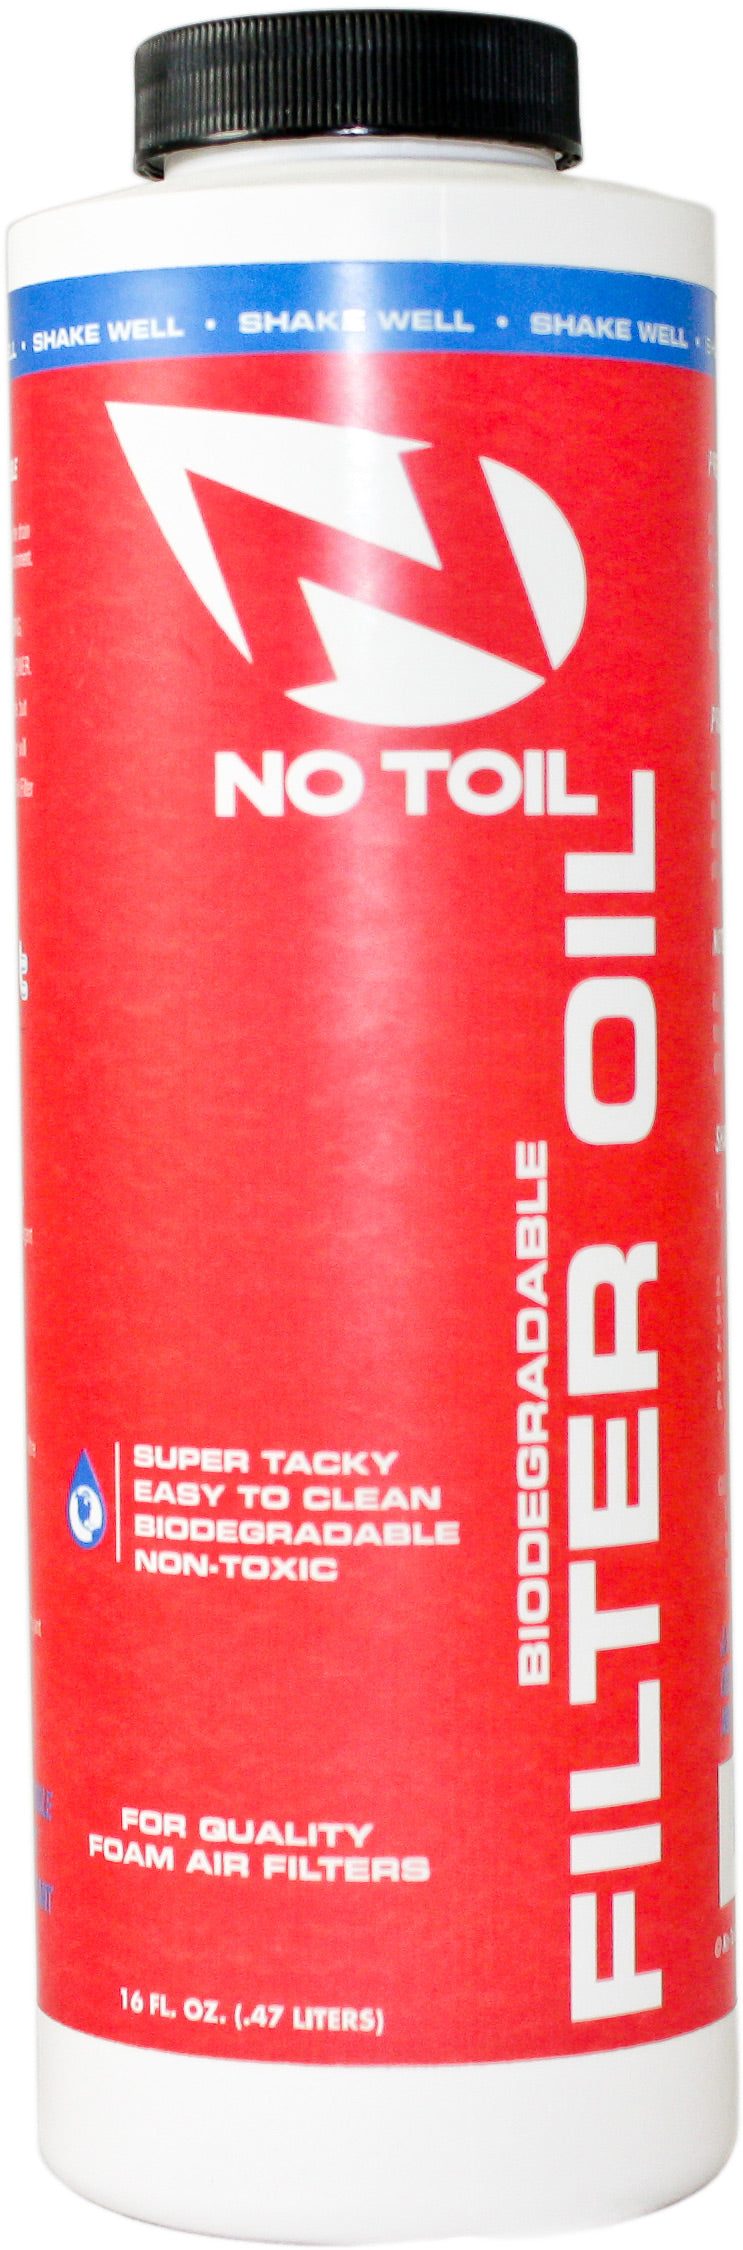 SHAKE WELL • SHAKE WELL • SHAKE WELL •
NO TOIL
BIODEGRADABLE
FILTER OIL
SUPER TACKY
EASY TO CLEAN
BIODEGRADABLE
NON-TOXIC
FOR QUALITY
FOAM AIR FILTERS
16 FL. OZ. (.47 LITERS)